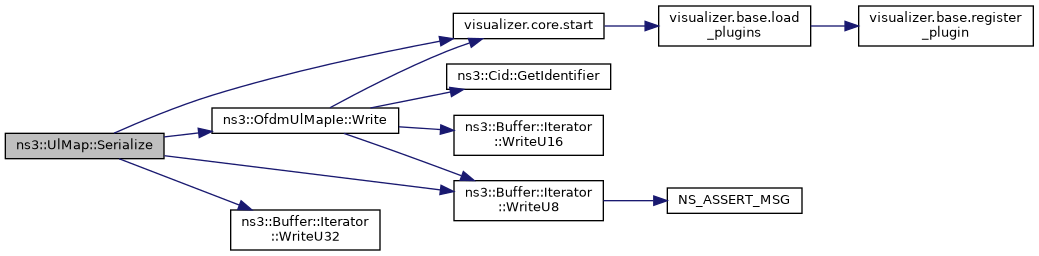 ns3::UlMap::Serialize
ns3::OfdmUlMapIe::Write
ns3::Buffer::Iterator
::WriteU32
visualizer.core.start
ns3::Cid::GetIdentifier
ns3::Buffer::Iterator
::WriteU16
ns3::Buffer::Iterator
::WriteU8
visualizer.base.load
_plugins
NS_ASSERT_MSG
visualizer.base.register
_plugin